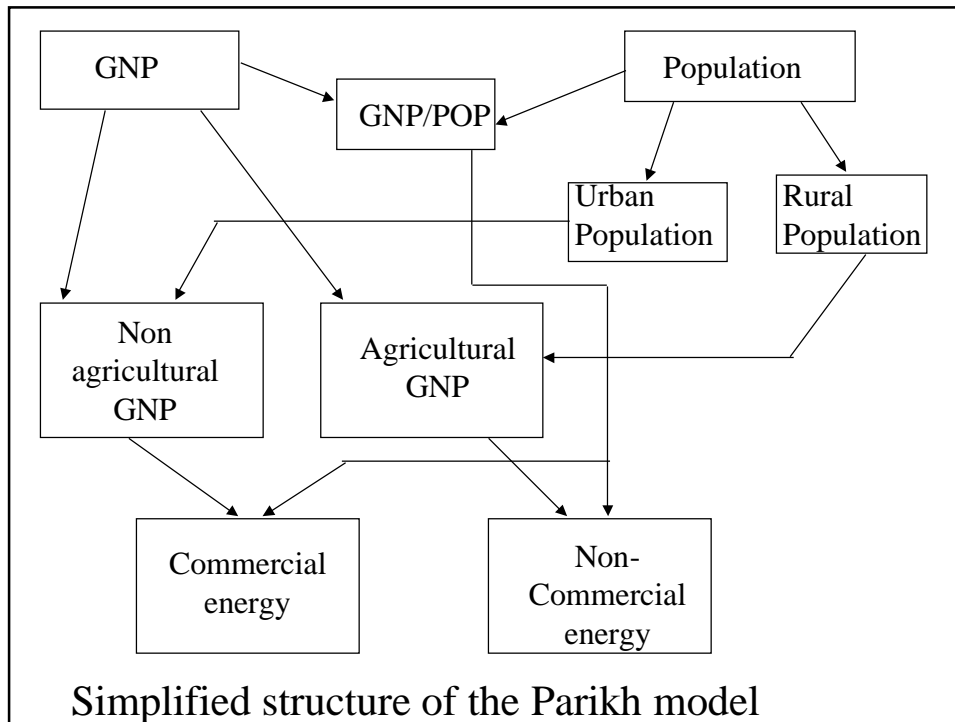 GNP
Population
GNP/POP
Urban
Population
Rural
Population
Non
agricultural
GNP
Agricultural
GNP
Commercial
energy
Non-
Commercial
energy
Simplified structure of the Parikh model